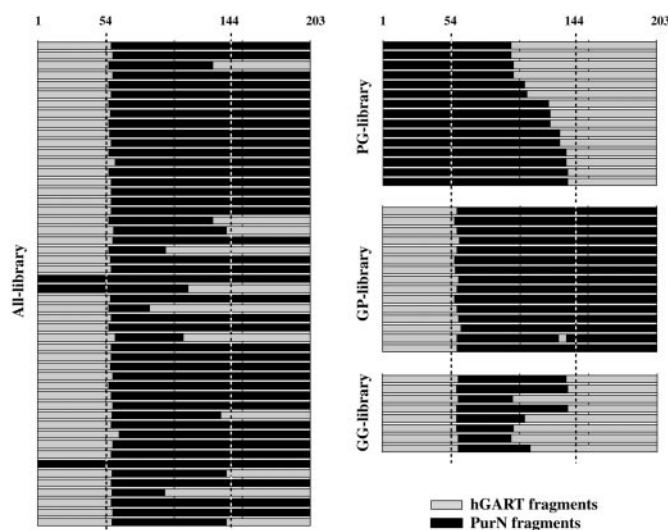 1 54 144 203
All-library
1 54 144 203
PG-library
GP-library
GG-library
hGART fragments
PurN fragments